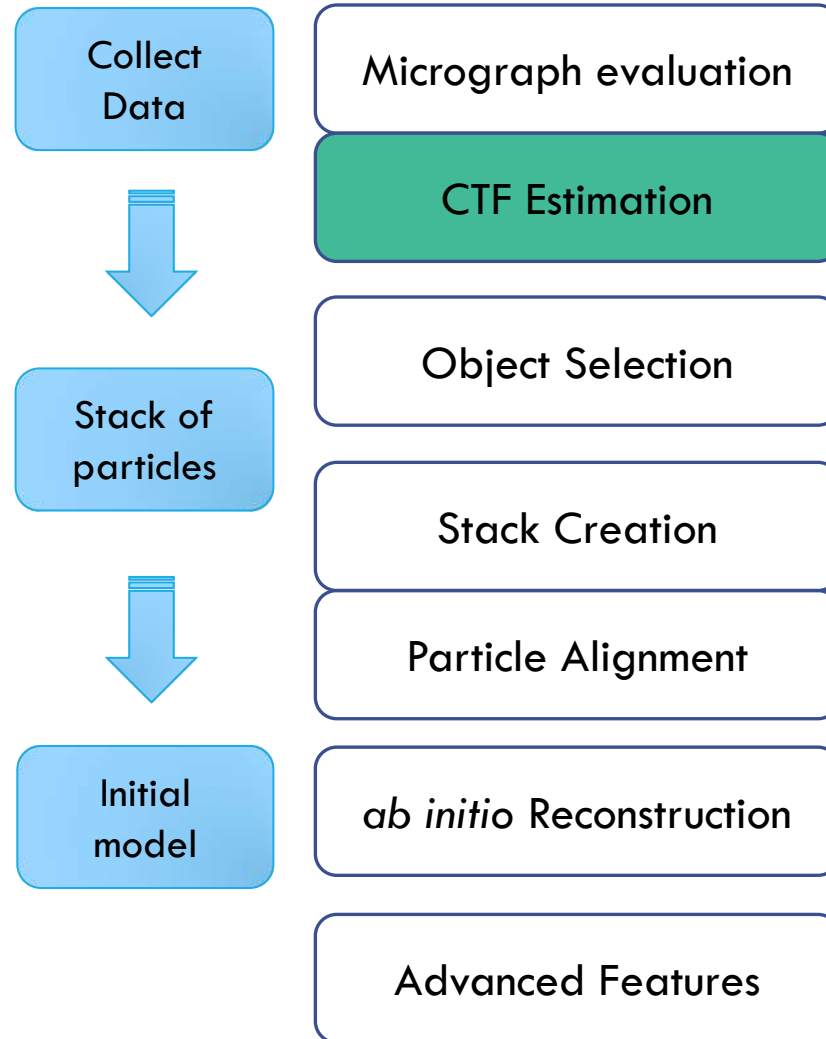 Collect
Data
Micrograph evaluation
CTF Estimation
Object Selection
Stack of
particles
Stack Creation
Particle Alignment
Initial
model
ab initio Reconstruction
Advanced Features